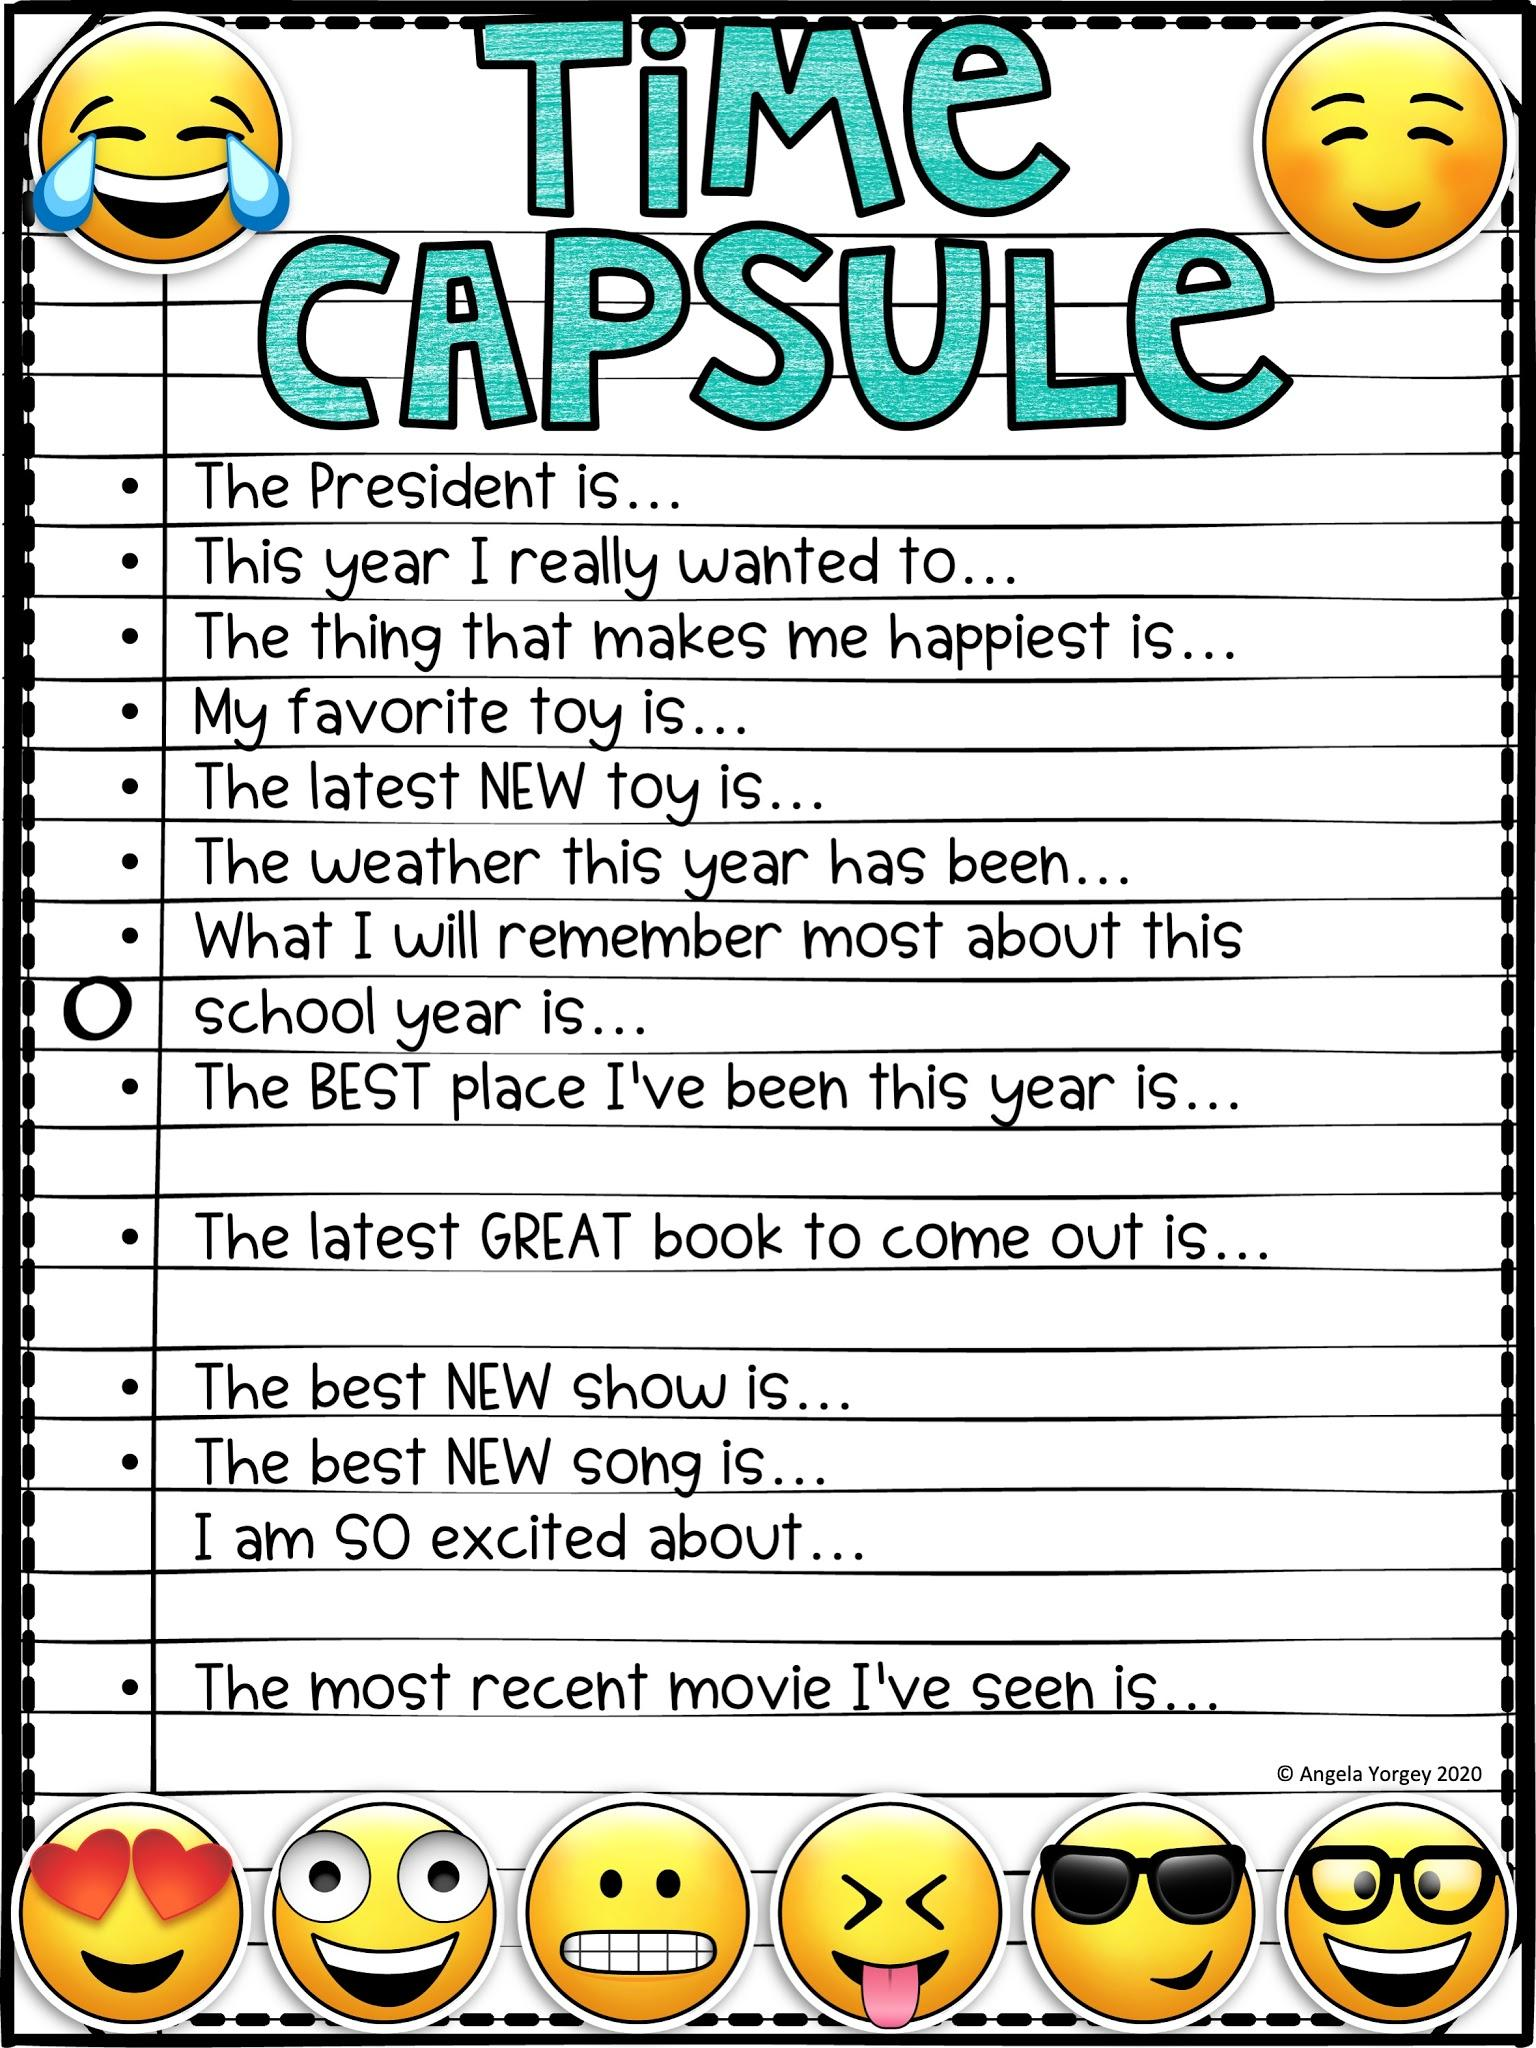 TiMe
CAPSULe
• The President is...
• This year I really wanted to...
• The thing that makes me happiest is...
• My favorite toy is...
• The latest NEW toy is...
• The weather this year has been...
• What I will remember most about this
school year is...
• The BEST place I've been this year is...
• The latest GREAT book to come out is...
• The best NEW show is...
• The best NEW song is...
I am SO excited about...
• The most recent movie I've seen is...
© Angela Yorgey 2020